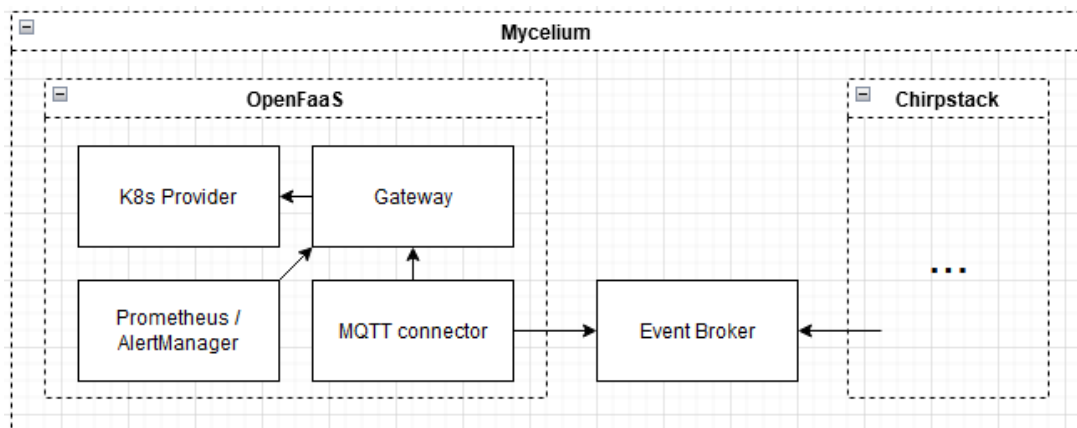 Mycelium
OpenFaaS
Chirpstack
K8s Provider
Gateway
...
Prometheus /
AlertManager
MQTT connector
Event Broker